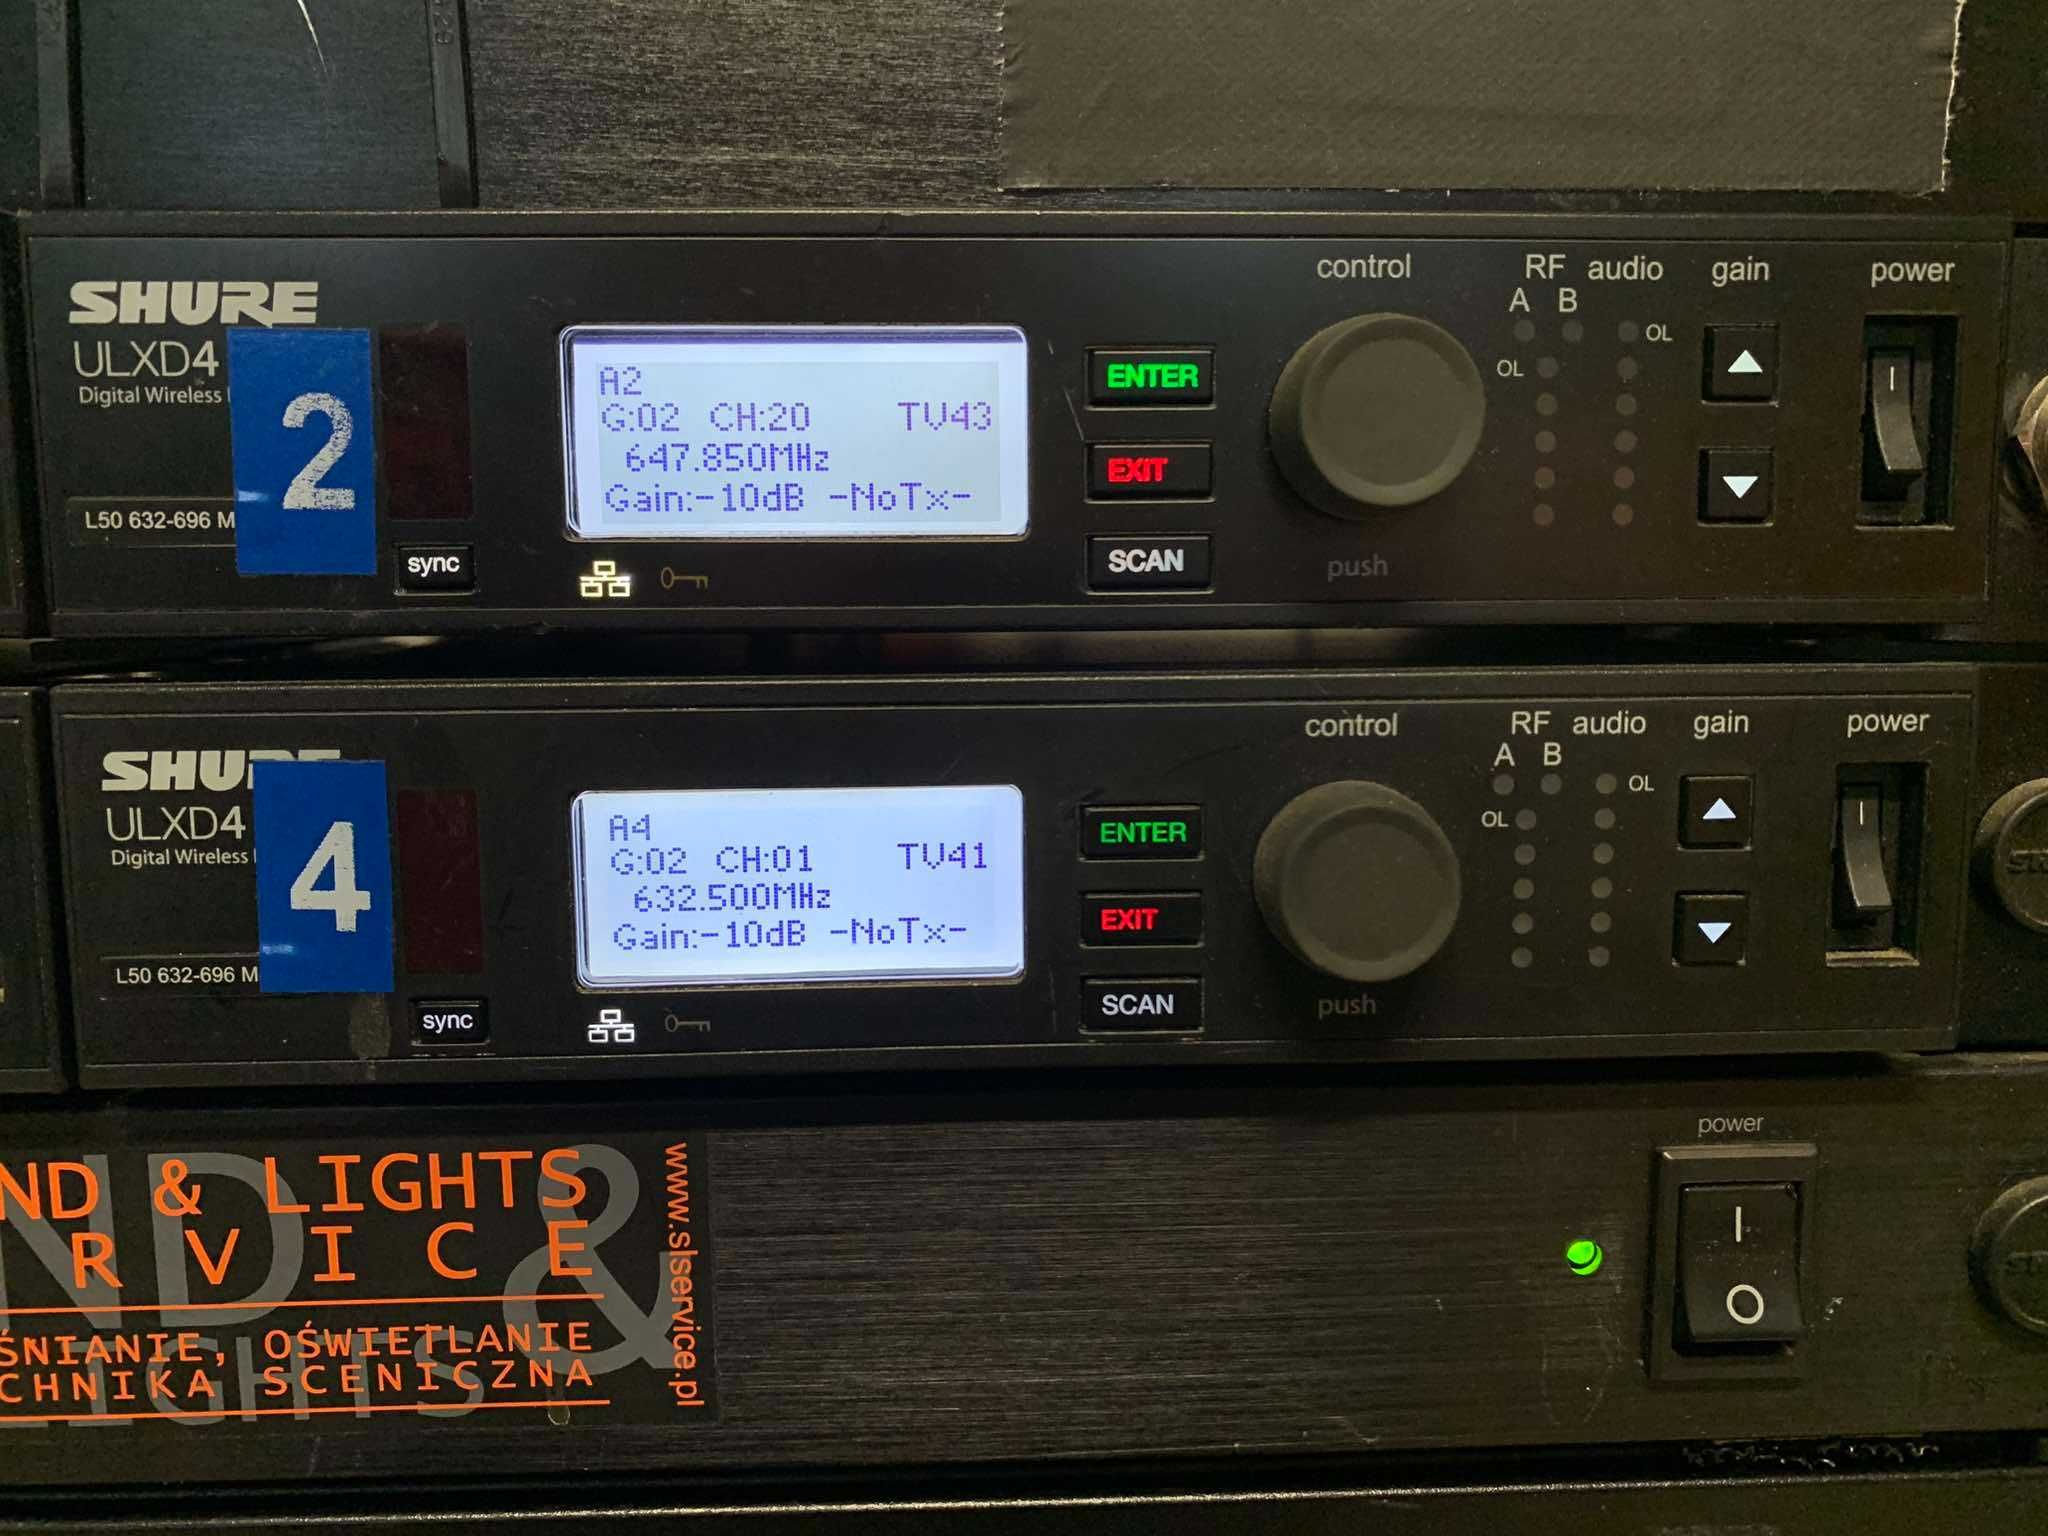 SHURE
ULXD4
Digital Wireless
L50 632-696 M
2
sync
A2
G:02 CH:20 TV43
647.850MHz
Gain:-10dB -NoTx-
ENTER
EXIT
SCAN
control
push
RF audio
A B
OL
OL
gain
power
SHURE
ULXD4
Digital Wireless
L50 632-696 M
4
sync
A4
G:02 CH:01 TV41
632.500MHz
Gain:-10dB -NoTx-
ENTER
EXIT
SCAN
control
push
RF audio
A B
OL
OL
gain
power
ND & LIGHTS
RVICE
ŚNIANIE, OŚWIETLANIE
CHNIKA SCENICZNA
www.slservice.pl
power